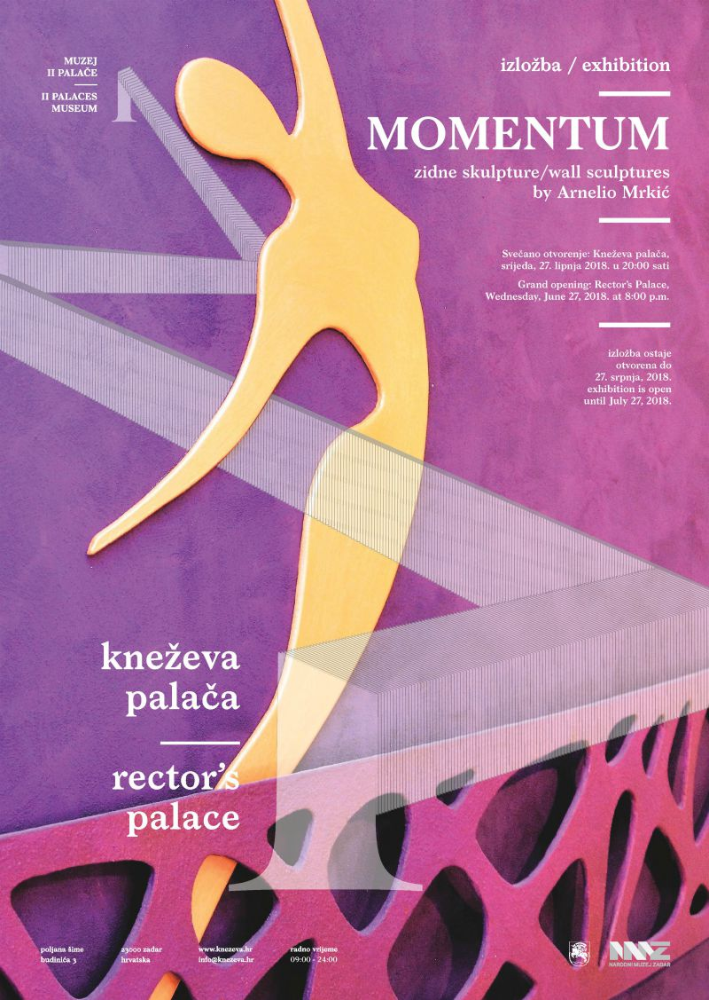 MUZEJ
II PALAČE
II PALACES
MUSEUM
izložba / exhibition
MOMENTUM
zidne skulpture/wall sculptures
by Arnelio Mrkić
Svečano otvorenje: Kneževa palača,
srijeda, 27. lipnja 2018. u 20:00 sati
Grand opening: Rector's Palace,
Wednesday, June 27, 2018. at 8:00 p.m.
izložba ostaje
otvorena do
27. srpnja, 2018.
exhibition is open
until July 27, 2018.
kneževa
palača
rector's
palace
poljana šime
budinića 3
23000 zadar
hrvatska
www.knezeva.hr
info@knezeva.hr
radno vrijeme
09:00 - 24:00
NMZ
NARODNI MUZEJ ZADAR